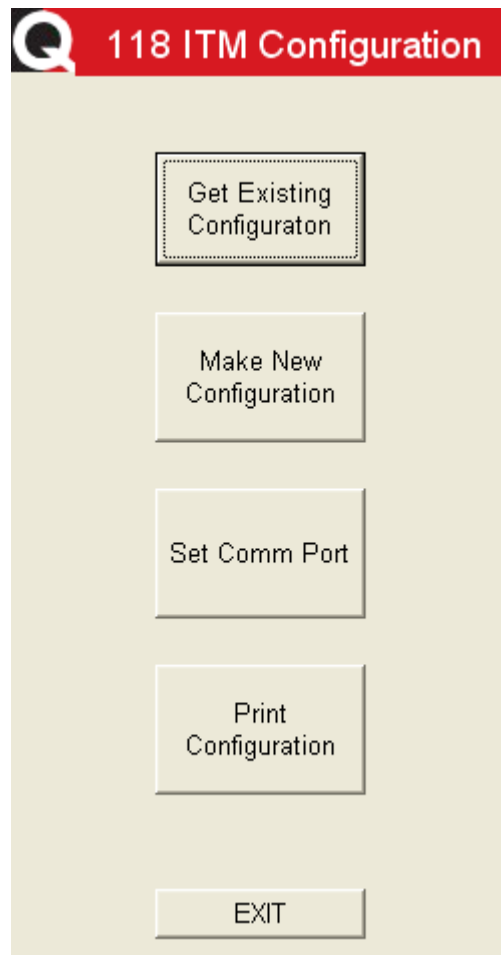 Q 118 ITM Configuration
Get Existing
Configuraton
Make New
Configuration
Set Comm Port
Print
Configuration
EXIT